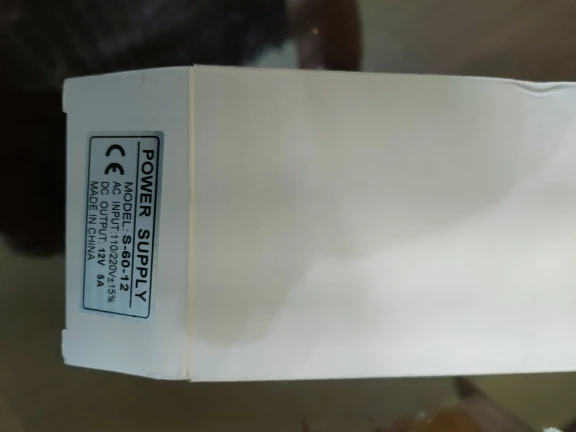 POWER SUPPLY
MODEL: S-60-12
CE AC INPUT:110/220V±15%
DC OUTPUT: 12V 5A
MADE IN CHINA